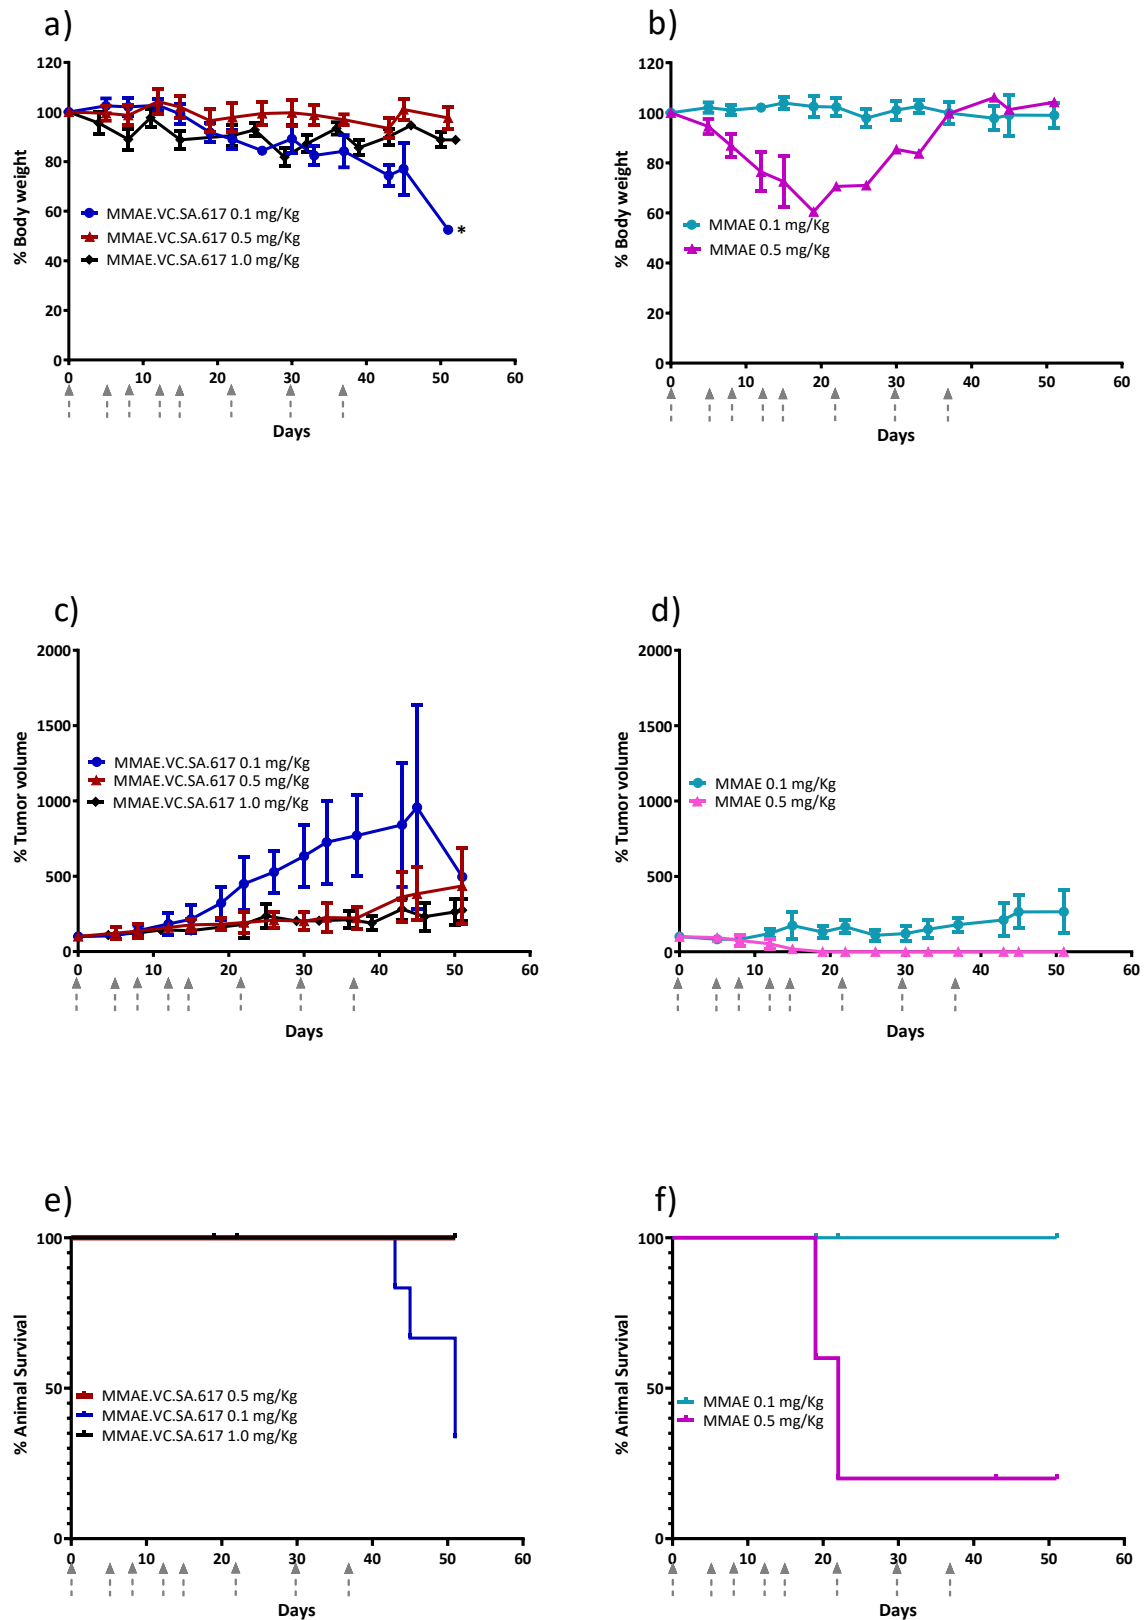 a)
120
100
80
60
40
20
0
% Body weight
MMAE.VC.SA.617 0.1 mg/Kg
*
MMAE.VC.SA.617 0.5 mg/Kg
MMAE.VC.SA.617 1.0 mg/Kg
0 10 20 30 40 50 60
Days
b)
120
100
80
60
40
20
0
% Body weight
MMAE 0.1 mg/Kg
MMAE 0.5 mg/Kg
0 10 20 30 40 50 60
Days
c)
2000
1500
1000
500
0
% Tumor volume
MMAE.VC.SA.617 0.1 mg/Kg
MMAE.VC.SA.617 0.5 mg/Kg
MMAE.VC.SA.617 1.0 mg/Kg
0 10 20 30 40 50 60
Days
d)
2000
1500
1000
500
0
% Tumor volume
MMAE 0.1 mg/Kg
MMAE 0.5 mg/Kg
0 10 20 30 40 50 60
Days
e)
100
50
0
% Animal Survival
MMAE.VC.SA.617 0.5 mg/Kg
MMAE.VC.SA.617 0.1 mg/Kg
MMAE.VC.SA.617 1.0 mg/Kg
0 10 20 30 40 50 60
Days
f)
100
50
0
% Animal Survival
MMAE 0.1 mg/Kg
MMAE 0.5 mg/Kg
0 10 20 30 40 50 60
Days